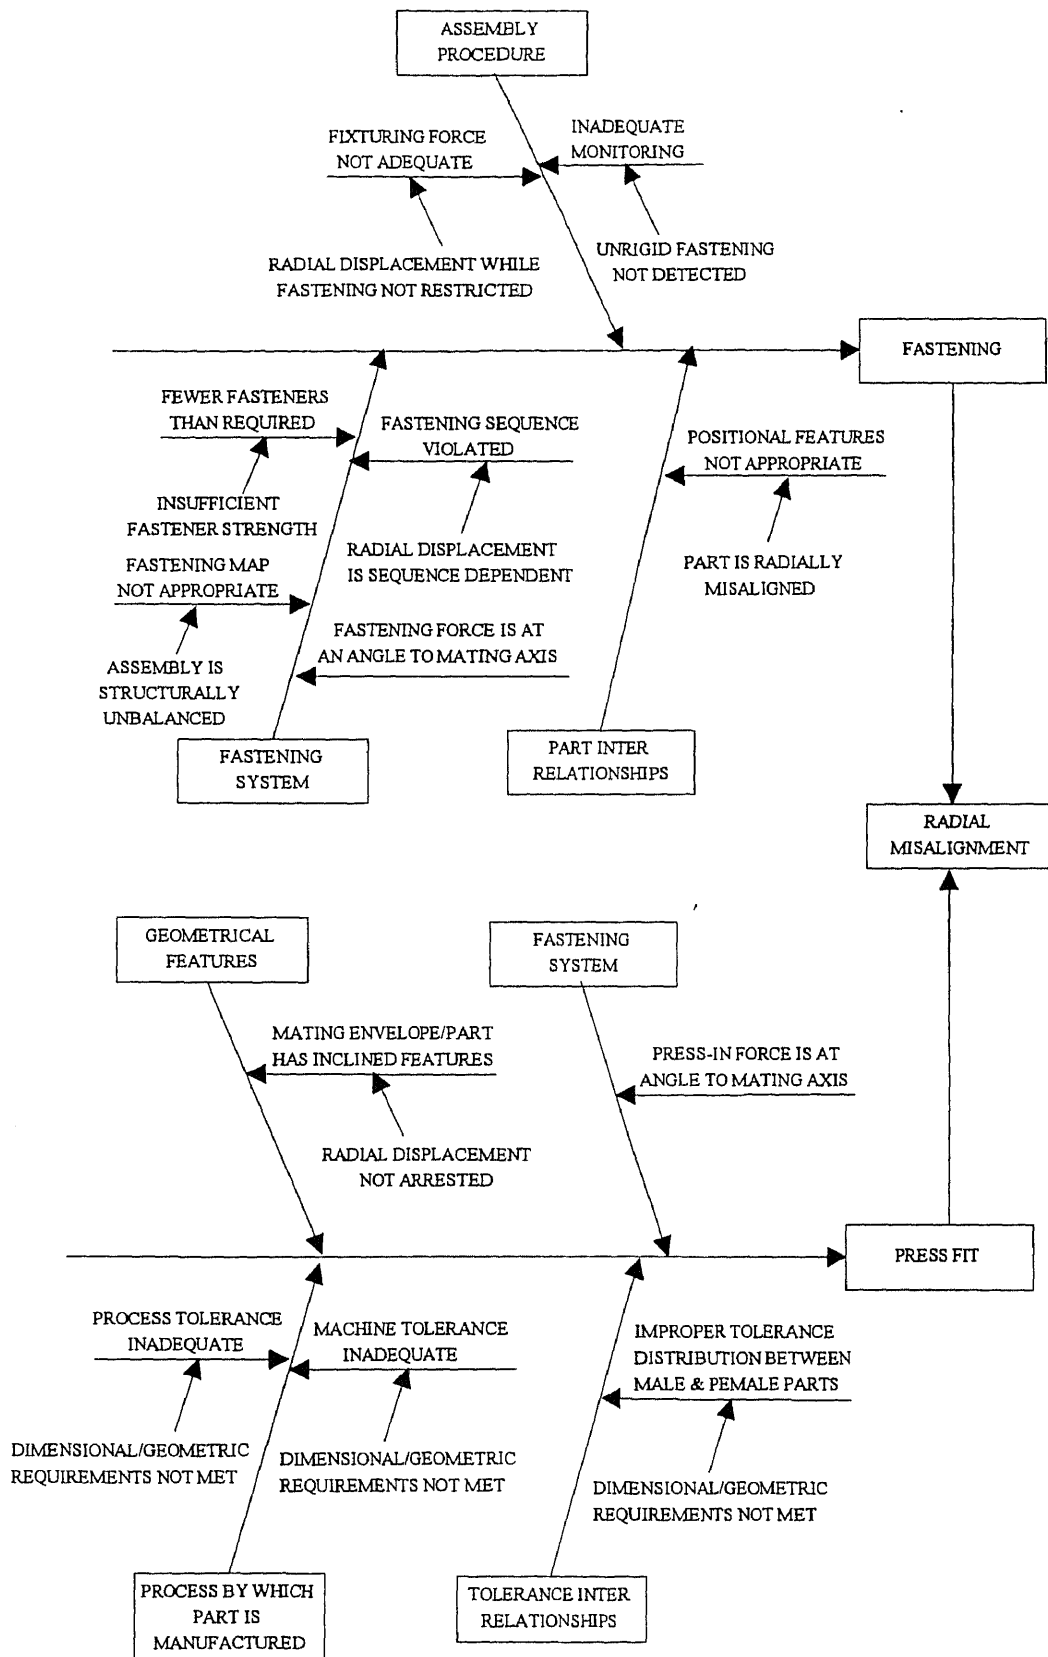 ASSEMBLY
PROCEDURE
FIXTURING FORCE
NOT ADEQUATE
INADEQUATE
MONITORING
RADIAL DISPLACEMENT WHILE
FASTENING NOT RESTRICTED
UNRIGID FASTENING
NOT DETECTED
FASTENING
FEWER FASTENERS
THAN REQUIRED
FASTENING SEQUENCE
VIOLATED
POSITIONAL FEATURES
NOT APPROPRIATE
INSUFFICIENT
FASTENER STRENGTH
RADIAL DISPLACEMENT
IS SEQUENCE DEPENDENT
PART IS RADIALLY
MISALIGNED
FASTENING MAP
NOT APPROPRIATE
FASTENING FORCE IS AT
AN ANGLE TO MATING AXIS
ASSEMBLY IS
STRUCTURALLY
UNBALANCED
FASTENING
SYSTEM
PART INTER
RELATIONSHIPS
RADIAL
MISALIGNMENT
GEOMETRICAL
FEATURES
FASTENING
SYSTEM
MATING ENVELOPE/PART
HAS INCLINED FEATURES
PRESS-IN FORCE IS AT
ANGLE TO MATING AXIS
RADIAL DISPLACEMENT
NOT ARRESTED
PRESS FIT
PROCESS TOLERANCE
INADEQUATE
MACHINE TOLERANCE
INADEQUATE
IMPROPER TOLERANCE
DISTRIBUTION BETWEEN
MALE & PEMALE PARTS
DIMENSIONAL/GEOMETRIC
REQUIREMENTS NOT MET
DIMENSIONAL/GEOMETRIC
REQUIREMENTS NOT MET
DIMENSIONAL/GEOMETRIC
REQUIREMENTS NOT MET
PROCESS BY WHICH
PART IS
MANUFACTURED
TOLERANCE INTER
RELATIONSHIPS